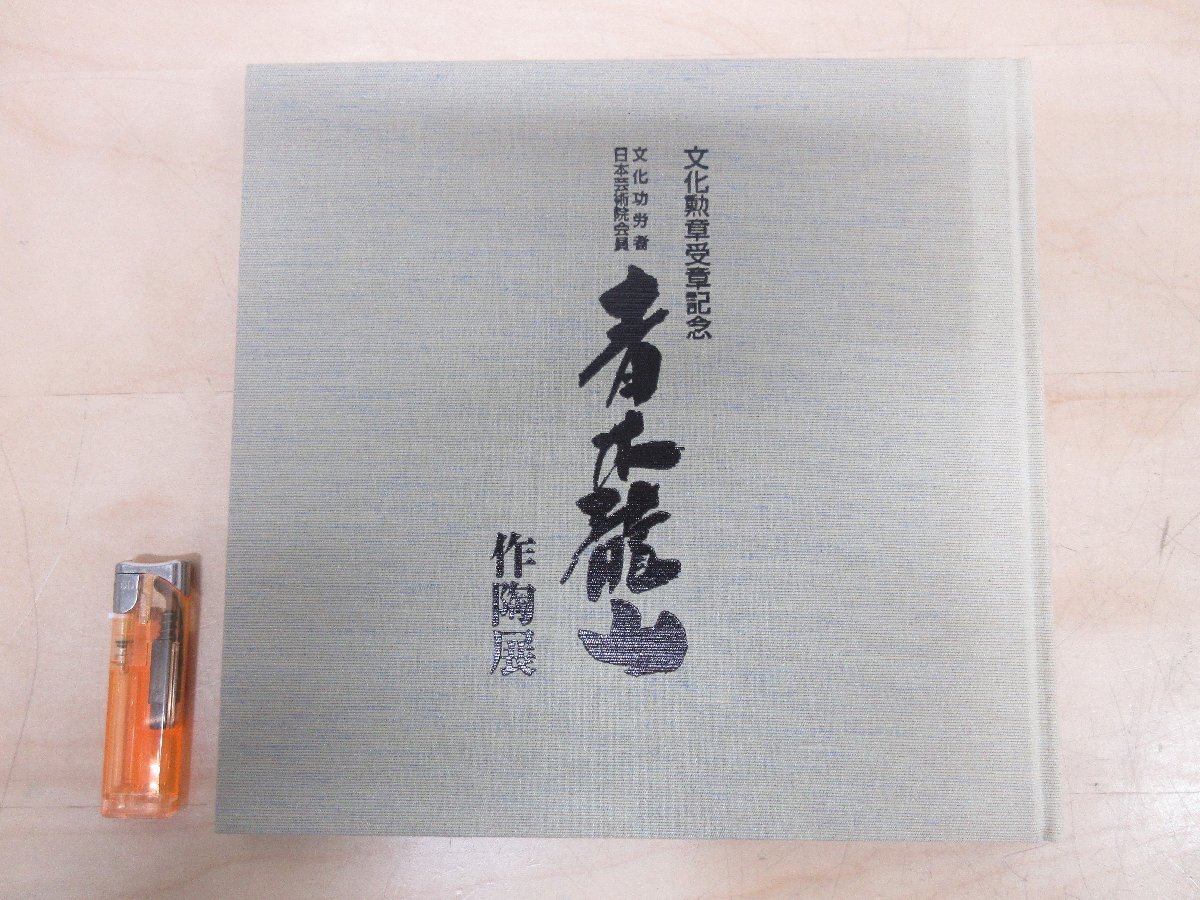 文化勲章受章記念
文化功労者
日本芸術院会員
青木龍山
作陶展